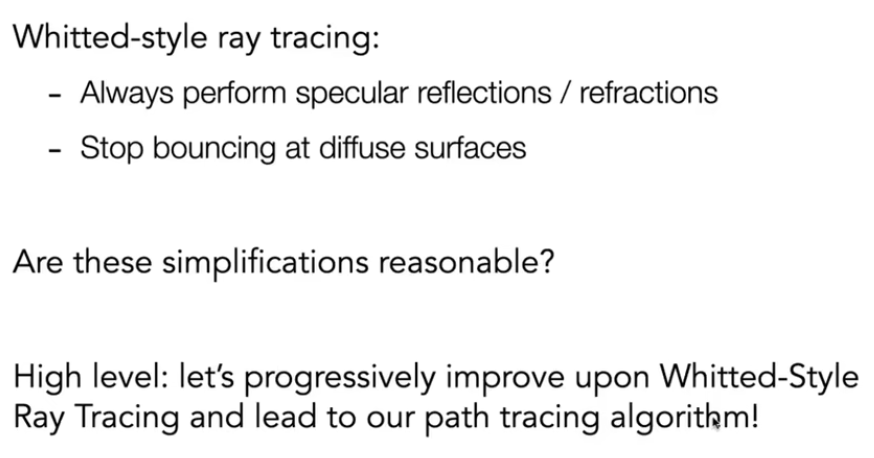 Whitted-style ray tracing:
- Always perform specular reflections / refractions
- Stop bouncing at diffuse surfaces
Are these simplifications reasonable?
High level: let's progressively improve upon Whitted-Style
Ray Tracing and lead to our path tracing algorithm!